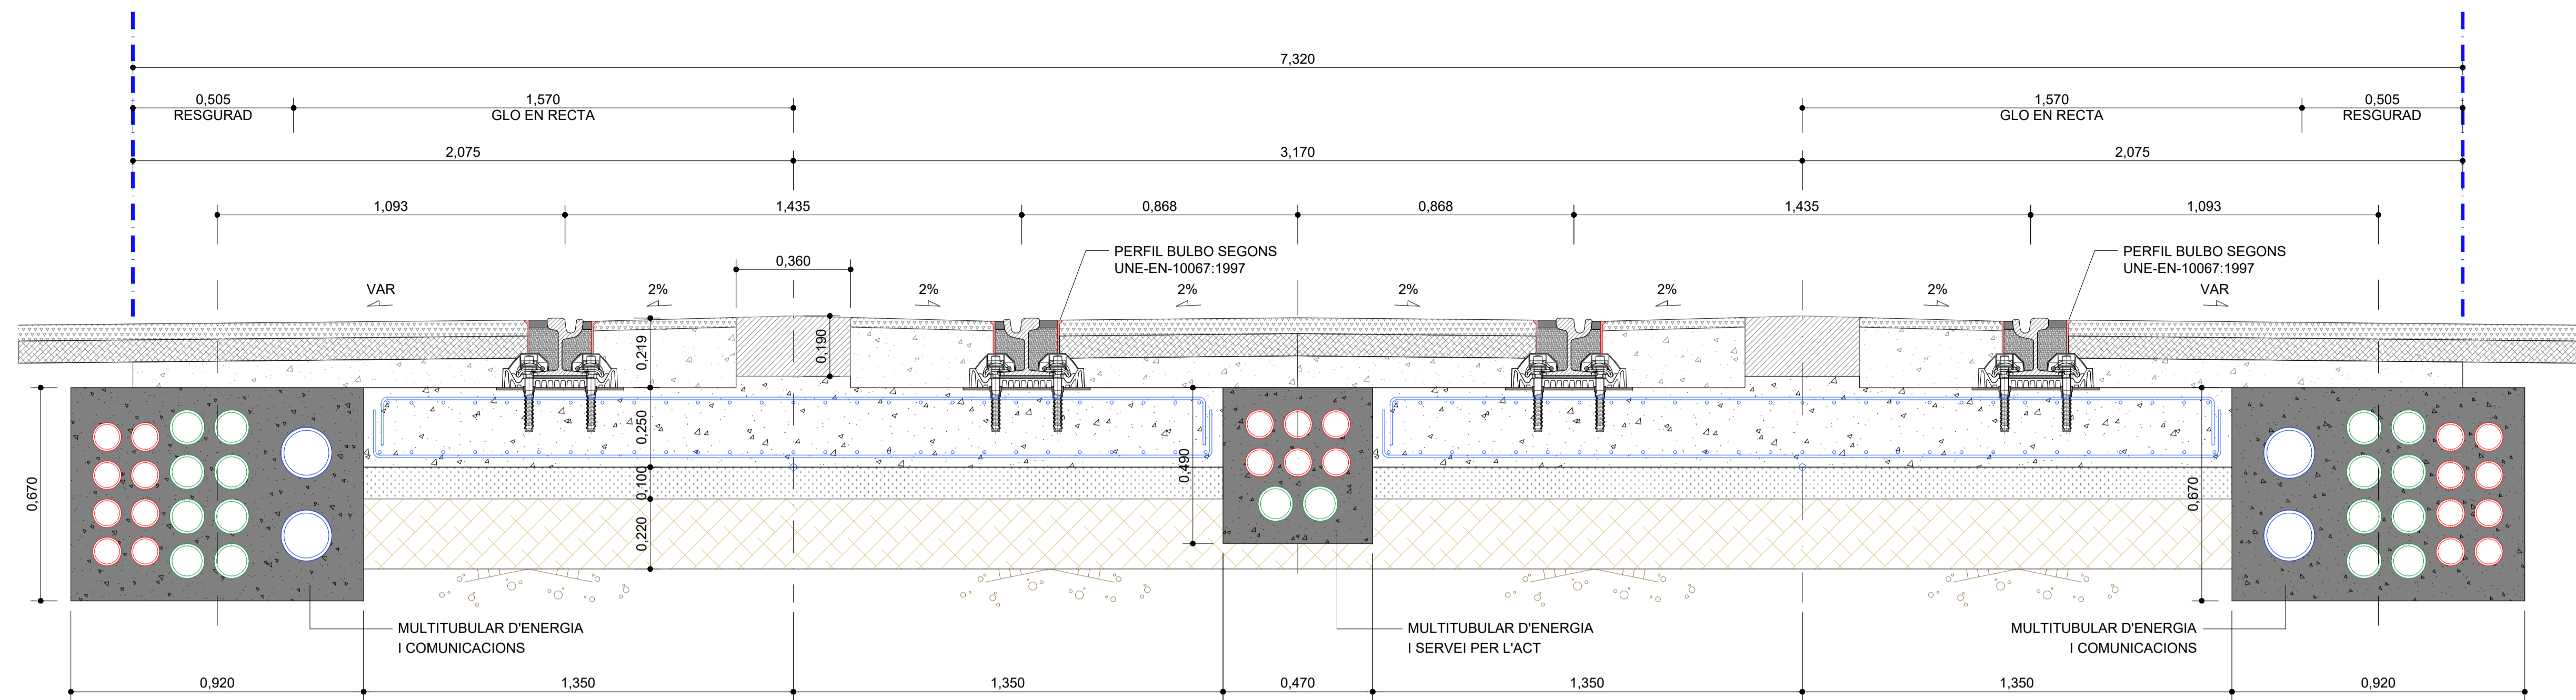 7,320
0,505
RESGURAD
1,570
GLO EN RECTA
1,570
GLO EN RECTA
0,505
RESGURAD
2,075
3,170
2,075
1,093
1,435
0,868
0,868
1,435
1,093
PERFIL BULBO SEGONS
UNE-EN-10067:1997
PERFIL BULBO SEGONS
UNE-EN-10067:1997
0,360
VAR
2%
2%
2%
2%
2%
2%
VAR
0,219
0,190
0,250
0,100
0,220
0,670
0,490
0,670
MULTITUBULAR D'ENERGIA
I COMUNICACIONS
MULTITUBULAR D'ENERGIA
I SERVEI PER L'ACT
MULTITUBULAR D'ENERGIA
I COMUNICACIONS
0,920
1,350
1,350
0,470
1,350
1,350
0,920